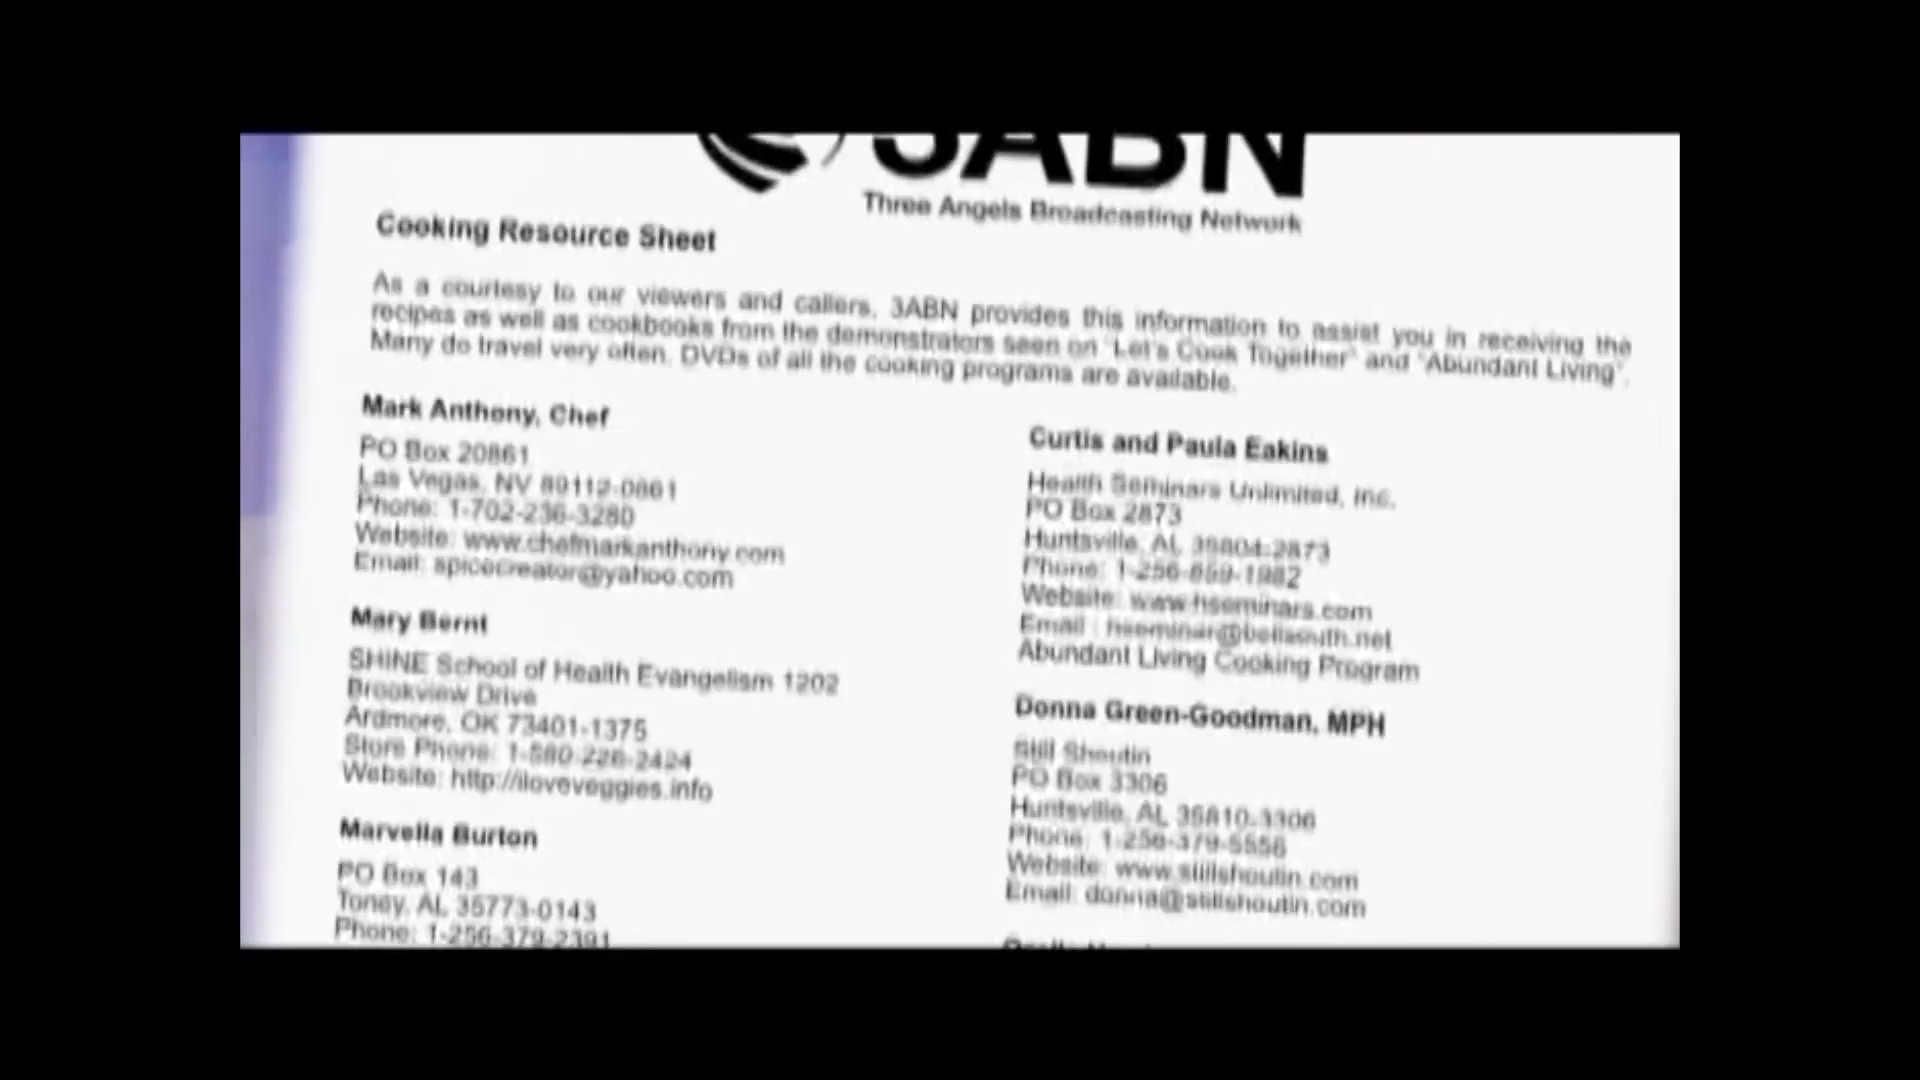 3ABN
Three Angels Broadcasting Network
Cooking Resource Sheet
As a courtesy to our viewers and callers, 3ABN provides this information to assist you in receiving the
recipes as well as cookbooks from the demonstrators seen on "Let's Cook Together" and "Abundant Living".
Many do travel very often. DVDs of all the cooking programs are available.
Mark Anthony, Chef
PO Box 20861
Las Vegas, NV 89112-0861
Phone: 1-702-236-3280
Website: www.chefmarkanthony.com
Email: spicecreator@yahoo.com
Mary Bernt
SHINE School of Health Evangelism 1202
Brookview Drive
Ardmore, OK 73401-1375
Store Phone: 1-580-226-2424
Website: http://iloveveggies.info
Marvella Burton
PO Box 143
Toney, AL 35773-0143
Phone: 1-256-379-2391
Curtis and Paula Eakins
Health Seminars Unlimited, Inc.
PO Box 2873
Huntsville, AL 35804-2873
Phone: 1-256-859-1982
Website: www.hseminars.com
Email : hseminar@bellsouth.net
Abundant Living Cooking Program
Donna Green-Goodman, MPH
Still Shoutin
PO Box 3306
Huntsville, AL 35810-3306
Phone: 1-256-379-5556
Website: www.stillshoutin.com
Email: donna@stillshoutin.com